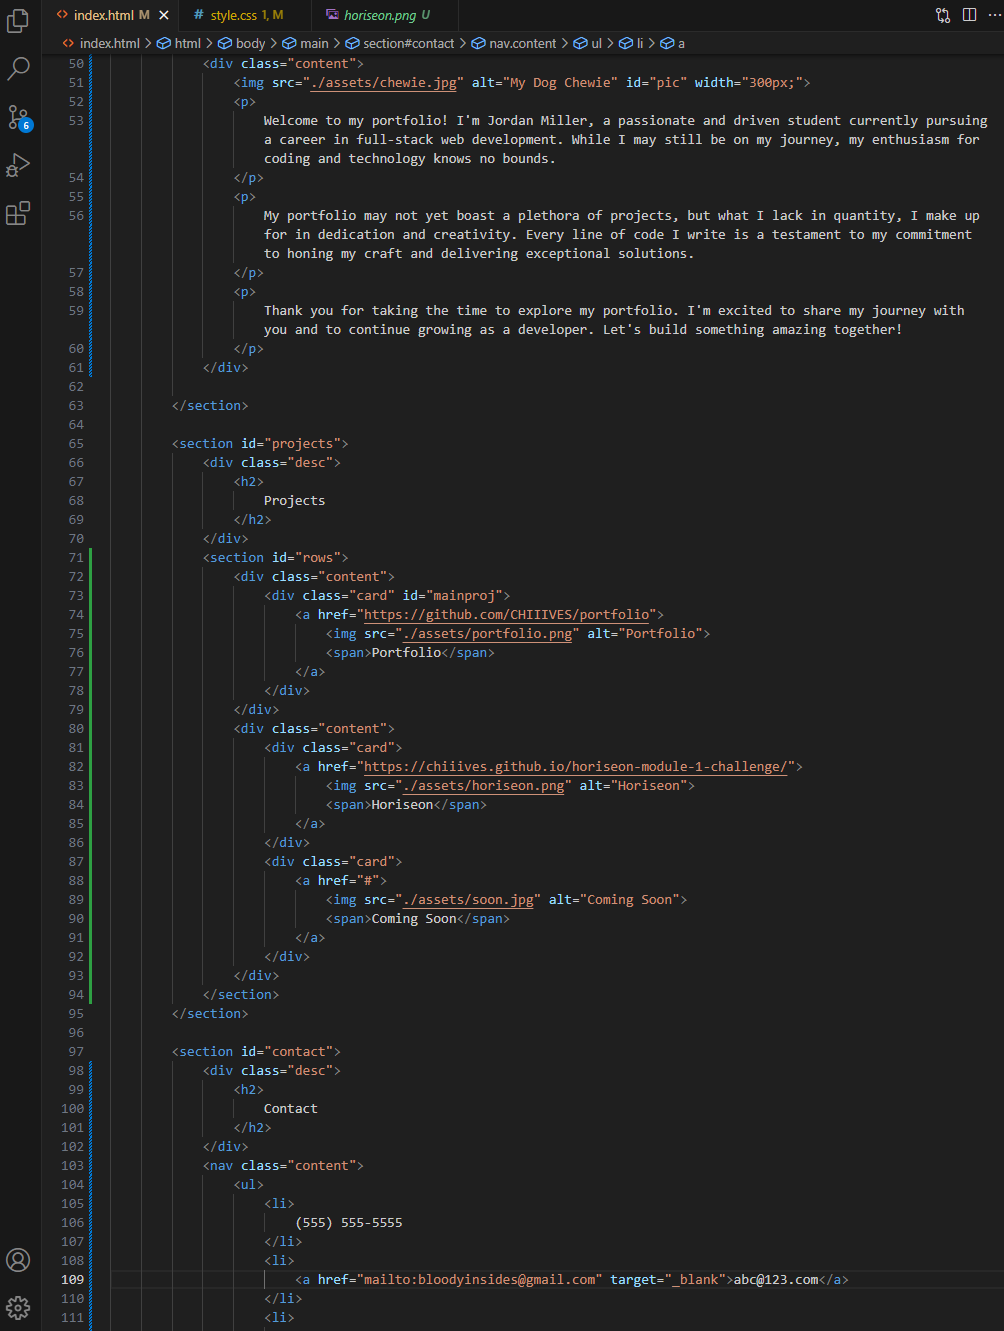 index.html M
style.css 1, M
horiseon.png U
index.html > html > body > main > section#contact > nav.content > ul > li > a
6
50 <div class="content">
51 <img src="./assets/chewie.jpg" alt="My Dog Chewie" id="pic" width="300px;">
52 <p>
53 Welcome to my portfolio! I'm Jordan Miller, a passionate and driven student currently pursuing
a career in full-stack web development. While I may still be on my journey, my enthusiasm for
coding and technology knows no bounds.
54 </p>
55 <p>
56 My portfolio may not yet boast a plethora of projects, but what I lack in quantity, I make up
for in dedication and creativity. Every line of code I write is a testament to my commitment
to honing my craft and delivering exceptional solutions.
57 </p>
58 <p>
59 Thank you for taking the time to explore my portfolio. I'm excited to share my journey with
you and to continue growing as a developer. Let's build something amazing together!
60 </p>
61 </div>
62
63 </section>
64
65 <section id="projects">
66 <div class="desc">
67 <h2>
68 Projects
69 </h2>
70 </div>
71 <section id="rows">
72 <div class="content">
73 <div class="card" id="mainproj">
74 <a href="https://github.com/CHIIIVES/portfolio">
75 <img src="./assets/portfolio.png" alt="Portfolio">
76 <span>Portfolio</span>
77 </a>
78 </div>
79 </div>
80 <div class="content">
81 <div class="card">
82 <a href="https://chiiives.github.io/horiseon-module-1-challenge/">
83 <img src="./assets/horiseon.png" alt="Horiseon">
84 <span>Horiseon</span>
85 </a>
86 </div>
87 <div class="card">
88 <a href="#">
89 <img src="./assets/soon.jpg" alt="Coming Soon">
90 <span>Coming Soon</span>
91 </a>
92 </div>
93 </div>
94 </section>
95 </section>
96
97 <section id="contact">
98 <div class="desc">
99 <h2>
100 Contact
101 </h2>
102 </div>
103 <nav class="content">
104 <ul>
105 <li>
106 (555) 555-5555
107 </li>
108 <li>
109 <a href="mailto:bloodyinsides@gmail.com" target="_blank">abc@123.com</a>
110 </li>
111 <li>